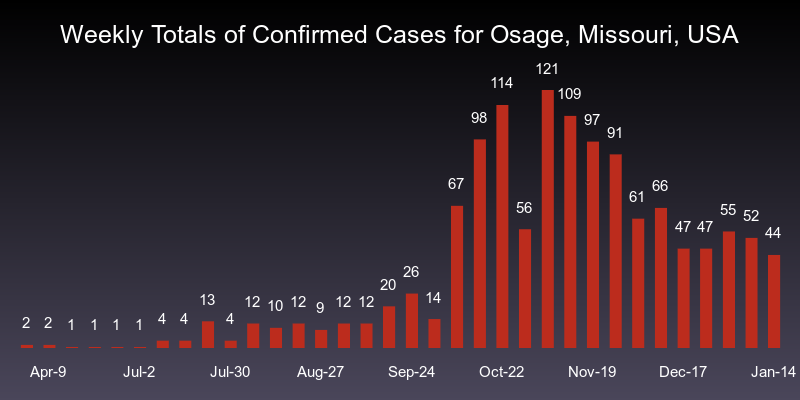 Weekly Totals of Confirmed Cases for Osage, Missouri, USA
2 2 1 1 1 1 4 4 13 4 12 10 12 9 12 12 20 26 14 67 98 114 56 121 109 97 91 61 66 47 47 55 52 44
Apr-9 Jul-2 Jul-30 Aug-27 Sep-24 Oct-22 Nov-19 Dec-17 Jan-14